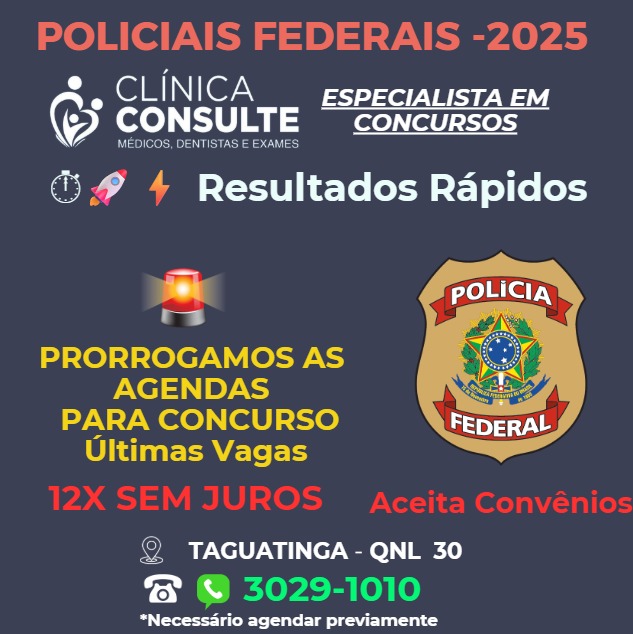 POLICIAIS FEDERAIS -2025
CLÍNICA
CONSULTE
MÉDICOS, DENTISTAS E EXAMES
ESPECIALISTA EM
CONCURSOS
Resultados Rápidos
PRORROGAMOS AS
AGENDAS
PARA CONCURSO
Últimas Vagas
12X SEM JUROS
POLÍCIA
FEDERAL
Aceita Convênios
TAGUATINGA - QNL 30
3029-1010
*Necessário agendar previamente